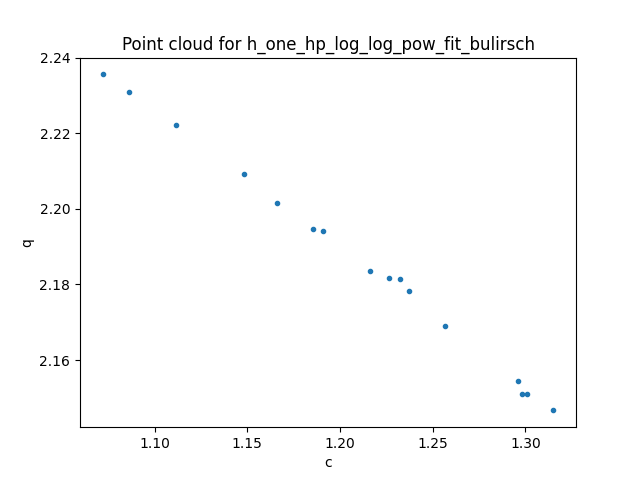 Point cloud for h_one_hp_log_log_pow_fit_bulirsch
2.24
2.22
2.20
2.18
2.16
q
1.10 1.15 1.20 1.25 1.30
c